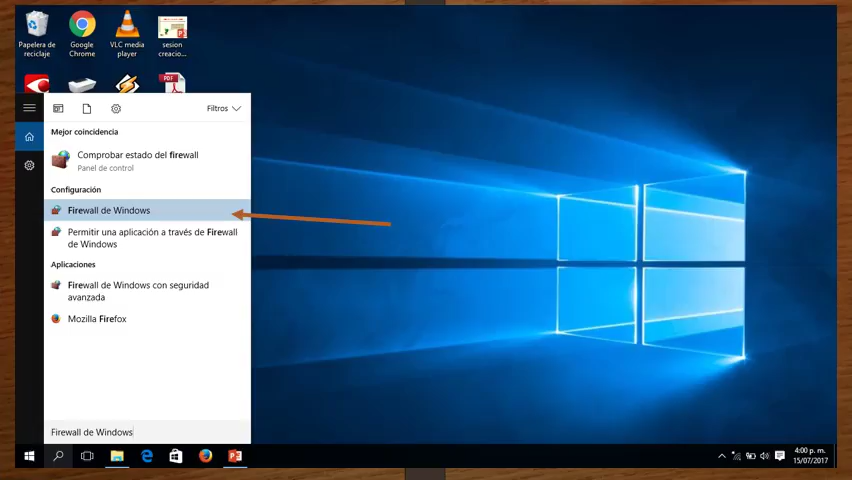 Papelera de
reciclaje
Google
Chrome
VLC media
player
sesion
creacio...
PDF
Filtros
Mejor coincidencia
Comprobar estado del firewall
Panel de control
Configuración
Firewall de Windows
Permitir una aplicación a través de Firewall
de Windows
Aplicaciones
Firewall de Windows con seguridad
avanzada
Mozilla Firefox
Firewall de Windows
4:00 p. m.
15/07/2017